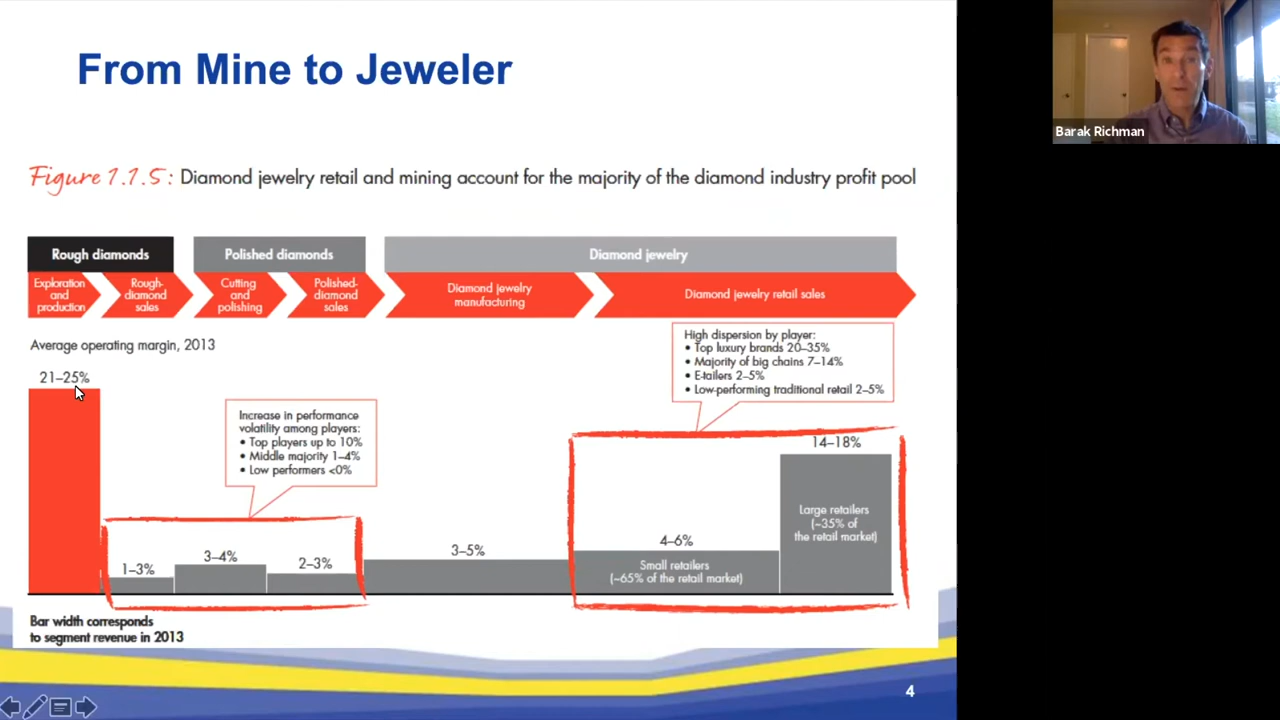 From Mine to Jeweler
Barak Richman
Figure 1.1.5: Diamond jewelry retail and mining account for the majority of the diamond industry profit pool
Rough diamonds
Polished diamonds
Diamond jewelry
Exploration
and
production
Rough-
diamond
sales
Cutting
and
polishing
Polished-
diamond
sales
Diamond jewelry
manufacturing
Diamond jewelry retail sales
Average operating margin, 2013
High dispersion by player:
• Top luxury brands 20–35%
• Majority of big chains 7–14%
• E-tailers 2–5%
• Low-performing traditional retail 2–5%
21–25%
Increase in performance
volatility among players:
• Top players up to 10%
• Middle majority 1–4%
• Low performers <0%
1–3%
3–4%
2–3%
3–5%
4–6%
Small retailers
(~65% of the retail market)
14–18%
Large retailers
(~35% of
the retail market)
Bar width corresponds
to segment revenue in 2013
4